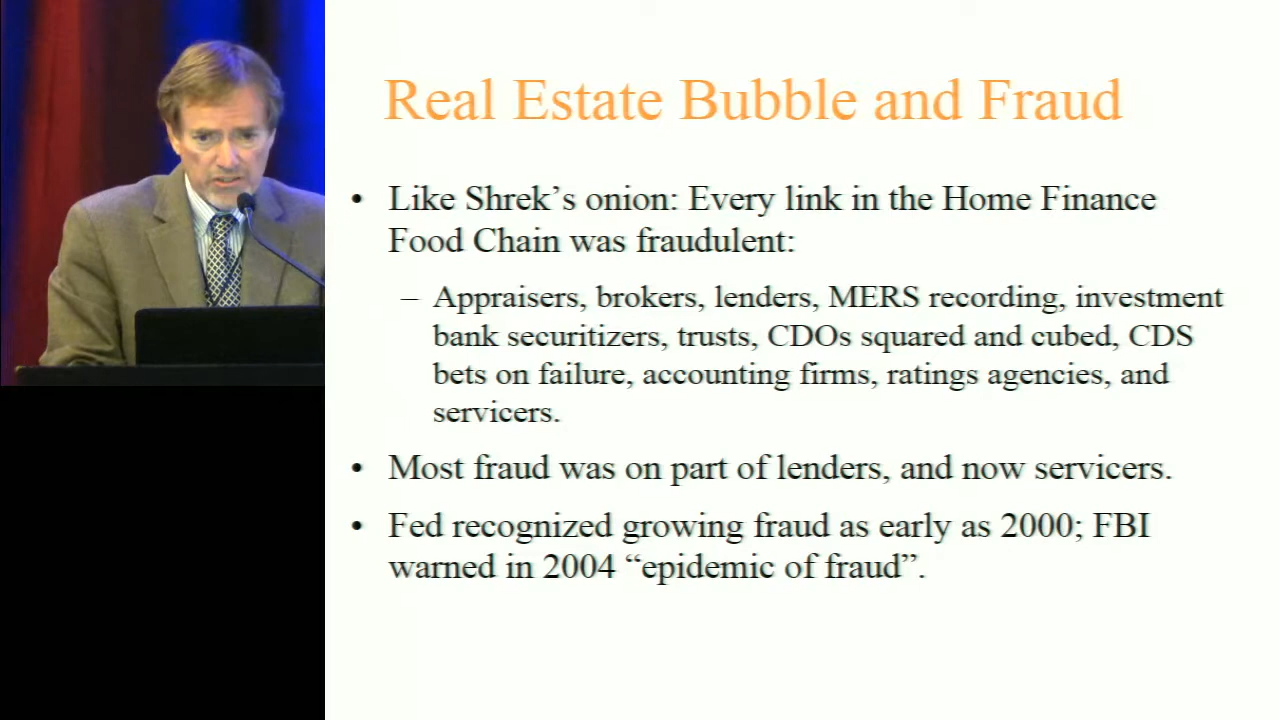 Real Estate Bubble and Fraud
• Like Shrek’s onion: Every link in the Home Finance
Food Chain was fraudulent:
– Appraisers, brokers, lenders, MERS recording, investment
bank securitizers, trusts, CDOs squared and cubed, CDS
bets on failure, accounting firms, ratings agencies, and
servicers.
• Most fraud was on part of lenders, and now servicers.
• Fed recognized growing fraud as early as 2000; FBI
warned in 2004 “epidemic of fraud”.